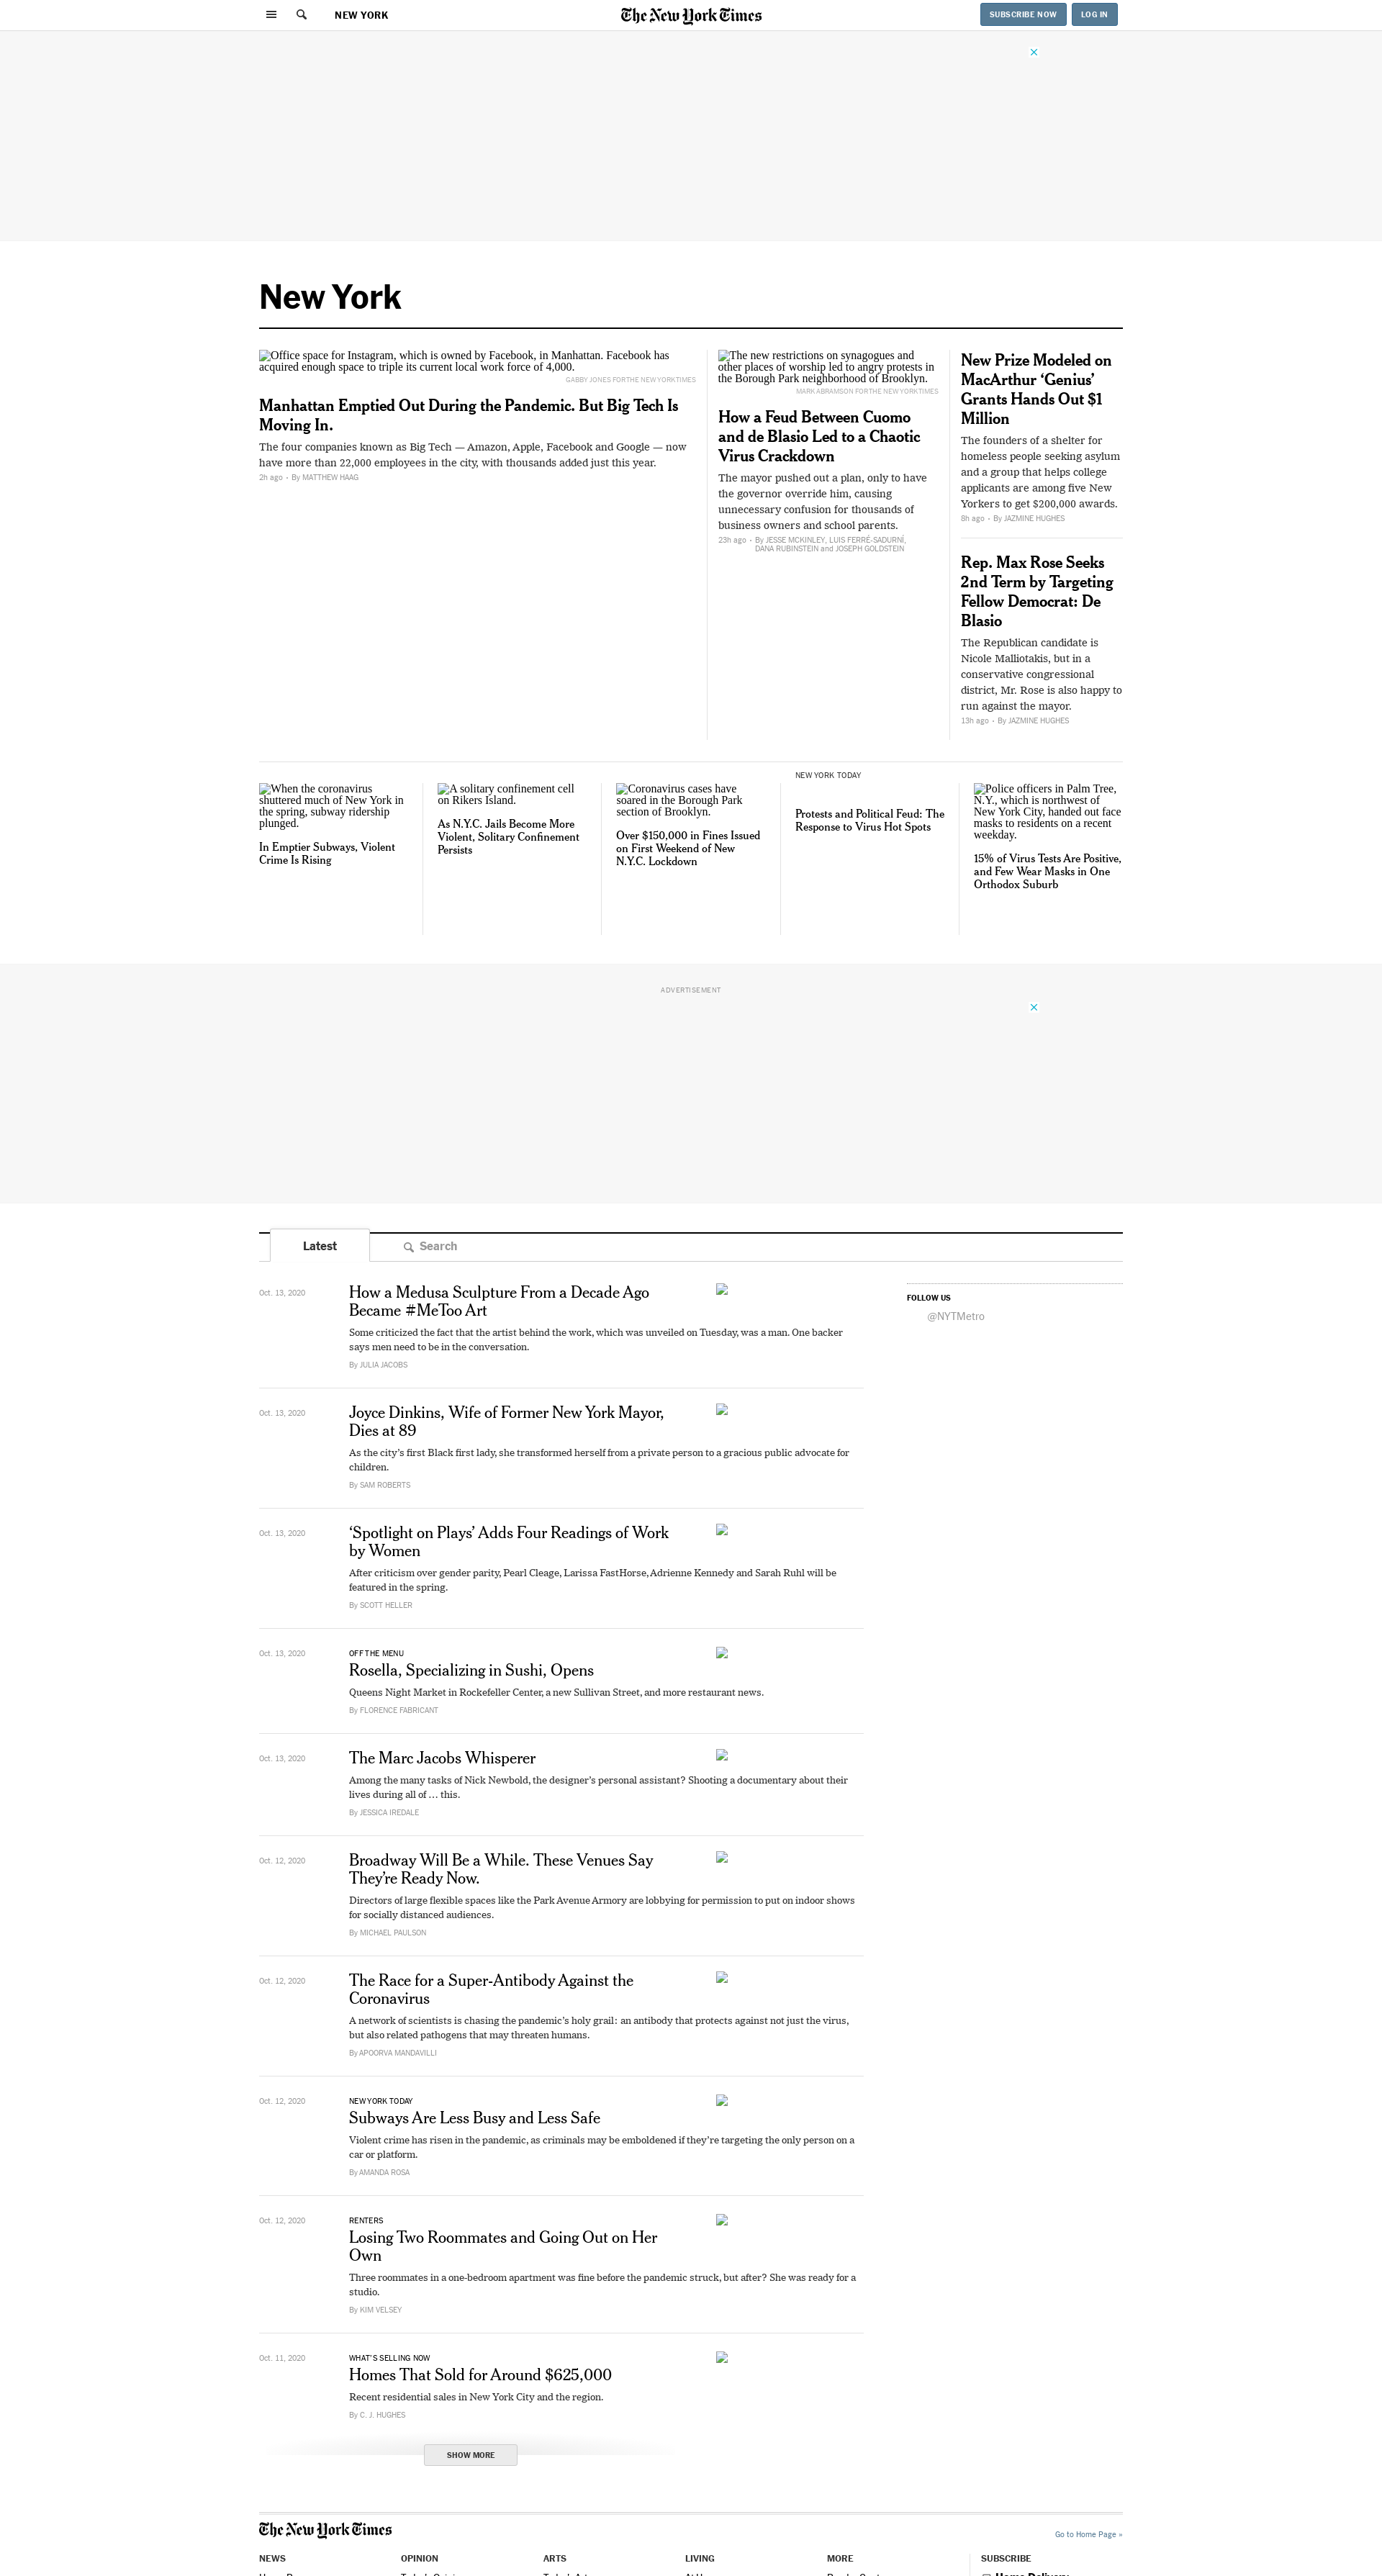 NEW YORK
The New York Times
SUBSCRIBE NOW
LOG IN
New York
Office space for Instagram, which is owned by Facebook, in Manhattan. Facebook has
acquired enough space to triple its current local work force of 4,000.
GABBY JONES FOR THE NEW YORK TIMES
Manhattan Emptied Out During the Pandemic. But Big Tech Is
Moving In.
The four companies known as Big Tech — Amazon, Apple, Facebook and Google — now
have more than 22,000 employees in the city, with thousands added just this year.
2h ago • By MATTHEW HAAG
The new restrictions on synagogues and
other places of worship led to angry protests in
the Borough Park neighborhood of Brooklyn.
MARK ABRAMSON FOR THE NEW YORK TIMES
How a Feud Between Cuomo
and de Blasio Led to a Chaotic
Virus Crackdown
The mayor pushed out a plan, only to have
the governor override him, causing
unnecessary confusion for thousands of
business owners and school parents.
23h ago • By JESSE MCKINLEY, LUIS FERRÉ-SADURNÍ,
DANA RUBINSTEIN and JOSEPH GOLDSTEIN
New Prize Modeled on
MacArthur ‘Genius’
Grants Hands Out $1
Million
The founders of a shelter for
homeless people seeking asylum
and a group that helps college
applicants are among five New
Yorkers to get $200,000 awards.
8h ago • By JAZMINE HUGHES
Rep. Max Rose Seeks
2nd Term by Targeting
Fellow Democrat: De
Blasio
The Republican candidate is
Nicole Malliotakis, but in a
conservative congressional
district, Mr. Rose is also happy to
run against the mayor.
13h ago • By JAZMINE HUGHES
When the coronavirus
shuttered much of New York in
the spring, subway ridership
plunged.
In Emptier Subways, Violent
Crime Is Rising
A solitary confinement cell
on Rikers Island.
As N.Y.C. Jails Become More
Violent, Solitary Confinement
Persists
Coronavirus cases have
soared in the Borough Park
section of Brooklyn.
Over $150,000 in Fines Issued
on First Weekend of New
N.Y.C. Lockdown
NEW YORK TODAY
Protests and Political Feud: The
Response to Virus Hot Spots
Police officers in Palm Tree,
N.Y., which is northwest of
New York City, handed out face
masks to residents on a recent
weekday.
15% of Virus Tests Are Positive,
and Few Wear Masks in One
Orthodox Suburb
ADVERTISEMENT
Latest
Search
Oct. 13, 2020
How a Medusa Sculpture From a Decade Ago
Became #MeToo Art
Some criticized the fact that the artist behind the work, which was unveiled on Tuesday, was a man. One backer
says men need to be in the conversation.
By JULIA JACOBS
FOLLOW US
@NYTMetro
Oct. 13, 2020
Joyce Dinkins, Wife of Former New York Mayor,
Dies at 89
As the city’s first Black first lady, she transformed herself from a private person to a gracious public advocate for
children.
By SAM ROBERTS
Oct. 13, 2020
‘Spotlight on Plays’ Adds Four Readings of Work
by Women
After criticism over gender parity, Pearl Cleage, Larissa FastHorse, Adrienne Kennedy and Sarah Ruhl will be
featured in the spring.
By SCOTT HELLER
Oct. 13, 2020
OFF THE MENU
Rosella, Specializing in Sushi, Opens
Queens Night Market in Rockefeller Center, a new Sullivan Street, and more restaurant news.
By FLORENCE FABRICANT
Oct. 13, 2020
The Marc Jacobs Whisperer
Among the many tasks of Nick Newbold, the designer’s personal assistant? Shooting a documentary about their
lives during all of … this.
By JESSICA IREDALE
Oct. 12, 2020
Broadway Will Be a While. These Venues Say
They’re Ready Now.
Directors of large flexible spaces like the Park Avenue Armory are lobbying for permission to put on indoor shows
for socially distanced audiences.
By MICHAEL PAULSON
Oct. 12, 2020
The Race for a Super-Antibody Against the
Coronavirus
A network of scientists is chasing the pandemic’s holy grail: an antibody that protects against not just the virus,
but also related pathogens that may threaten humans.
By APOORVA MANDAVILLI
Oct. 12, 2020
NEW YORK TODAY
Subways Are Less Busy and Less Safe
Violent crime has risen in the pandemic, as criminals may be emboldened if they’re targeting the only person on a
car or platform.
By AMANDA ROSA
Oct. 12, 2020
RENTERS
Losing Two Roommates and Going Out on Her
Own
Three roommates in a one-bedroom apartment was fine before the pandemic struck, but after? She was ready for a
studio.
By KIM VELSEY
Oct. 11, 2020
WHAT’S SELLING NOW
Homes That Sold for Around $625,000
Recent residential sales in New York City and the region.
By C. J. HUGHES
SHOW MORE
The New York Times
Go to Home Page »
NEWS
OPINION
ARTS
LIVING
MORE
SUBSCRIBE